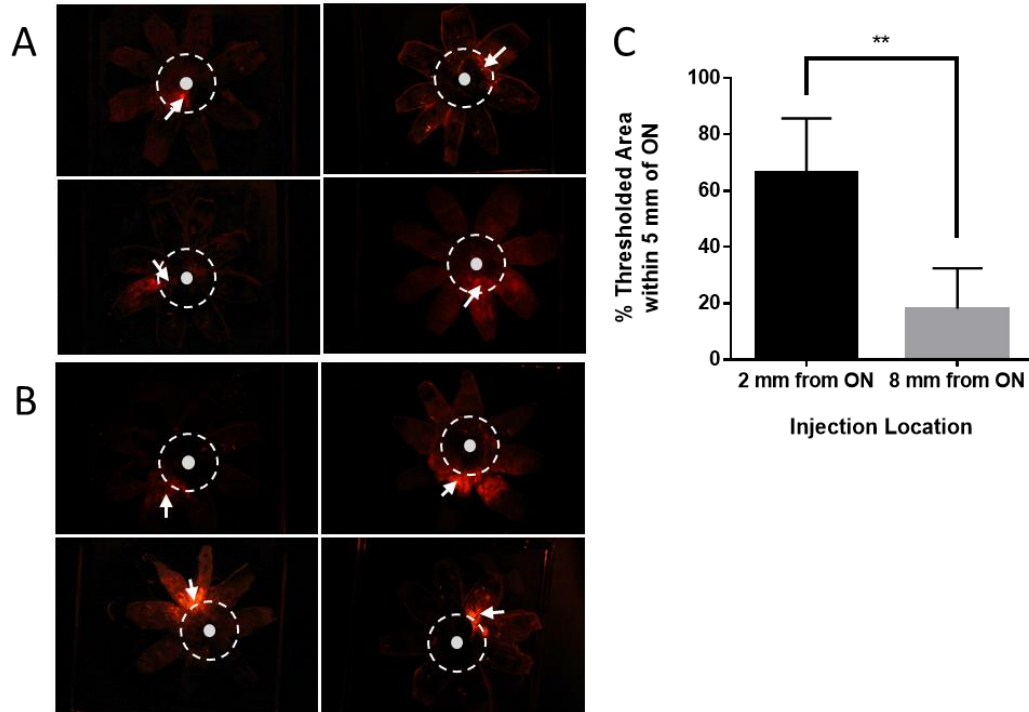 A
B
C
**
% Thresholded Area
within 5 mm of ON
100
80
60
40
20
0
2 mm from ON 8 mm from ON
Injection Location